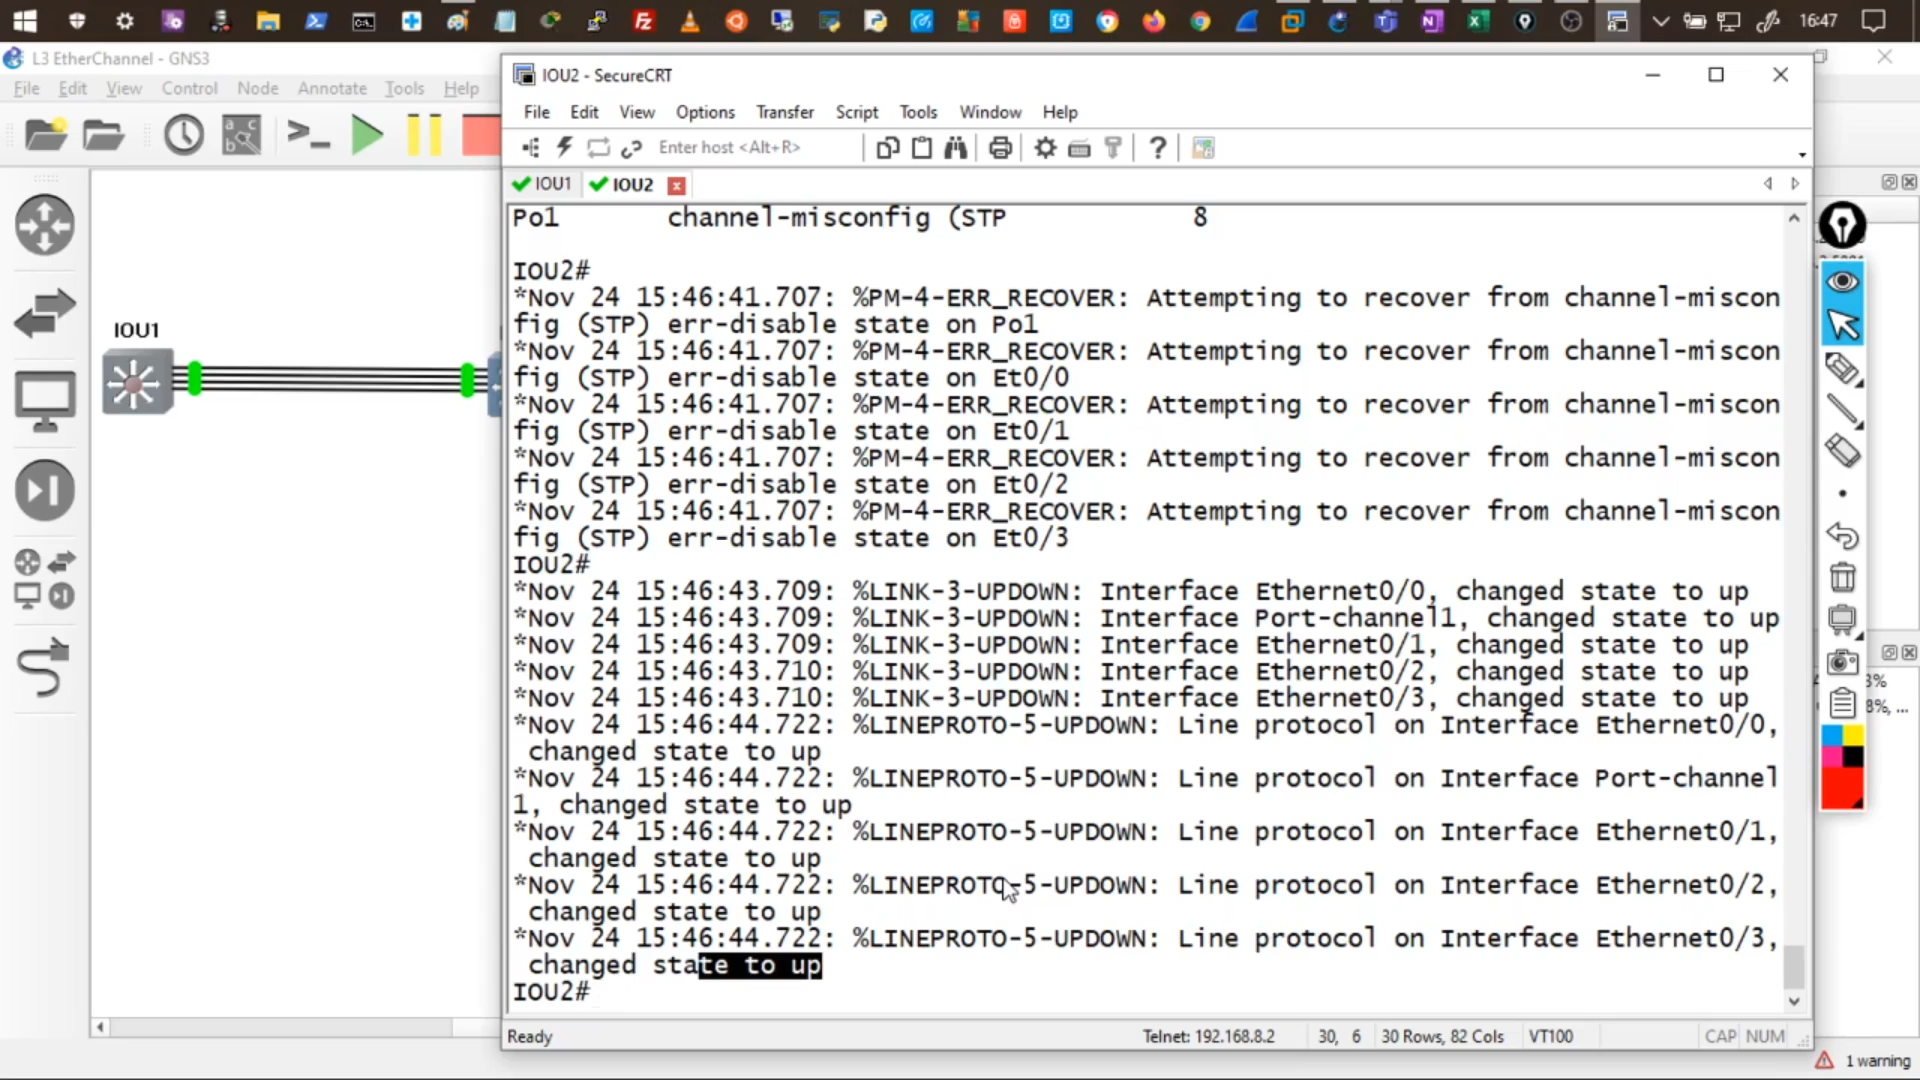 16:47
L3 EtherChannel - GNS3
File Edit View Control Node Annotate Tools Help
IOU2 - SecureCRT
File Edit View Options Transfer Script Tools Window Help
Enter host <Alt+R>
IOU1 IOU2
Po1 channel-misconfig (STP 8
IOU2#
*Nov 24 15:46:41.707: %PM-4-ERR_RECOVER: Attempting to recover from channel-miscon
fig (STP) err-disable state on Po1
*Nov 24 15:46:41.707: %PM-4-ERR_RECOVER: Attempting to recover from channel-miscon
fig (STP) err-disable state on Et0/0
*Nov 24 15:46:41.707: %PM-4-ERR_RECOVER: Attempting to recover from channel-miscon
fig (STP) err-disable state on Et0/1
*Nov 24 15:46:41.707: %PM-4-ERR_RECOVER: Attempting to recover from channel-miscon
fig (STP) err-disable state on Et0/2
*Nov 24 15:46:41.707: %PM-4-ERR_RECOVER: Attempting to recover from channel-miscon
fig (STP) err-disable state on Et0/3
IOU2#
*Nov 24 15:46:43.709: %LINK-3-UPDOWN: Interface Ethernet0/0, changed state to up
*Nov 24 15:46:43.709: %LINK-3-UPDOWN: Interface Port-channel1, changed state to up
*Nov 24 15:46:43.709: %LINK-3-UPDOWN: Interface Ethernet0/1, changed state to up
*Nov 24 15:46:43.710: %LINK-3-UPDOWN: Interface Ethernet0/2, changed state to up
*Nov 24 15:46:43.710: %LINK-3-UPDOWN: Interface Ethernet0/3, changed state to up
*Nov 24 15:46:44.722: %LINEPROTO-5-UPDOWN: Line protocol on Interface Ethernet0/0,
changed state to up
*Nov 24 15:46:44.722: %LINEPROTO-5-UPDOWN: Line protocol on Interface Port-channel
1, changed state to up
*Nov 24 15:46:44.722: %LINEPROTO-5-UPDOWN: Line protocol on Interface Ethernet0/1,
changed state to up
*Nov 24 15:46:44.722: %LINEPROTO-5-UPDOWN: Line protocol on Interface Ethernet0/2,
changed state to up
*Nov 24 15:46:44.722: %LINEPROTO-5-UPDOWN: Line protocol on Interface Ethernet0/3,
changed state to up
IOU2#
Ready Telnet: 192.168.8.2 30, 6 30 Rows, 82 Cols VT100 CAP NUM
IOU1
8%, ...
1 warning